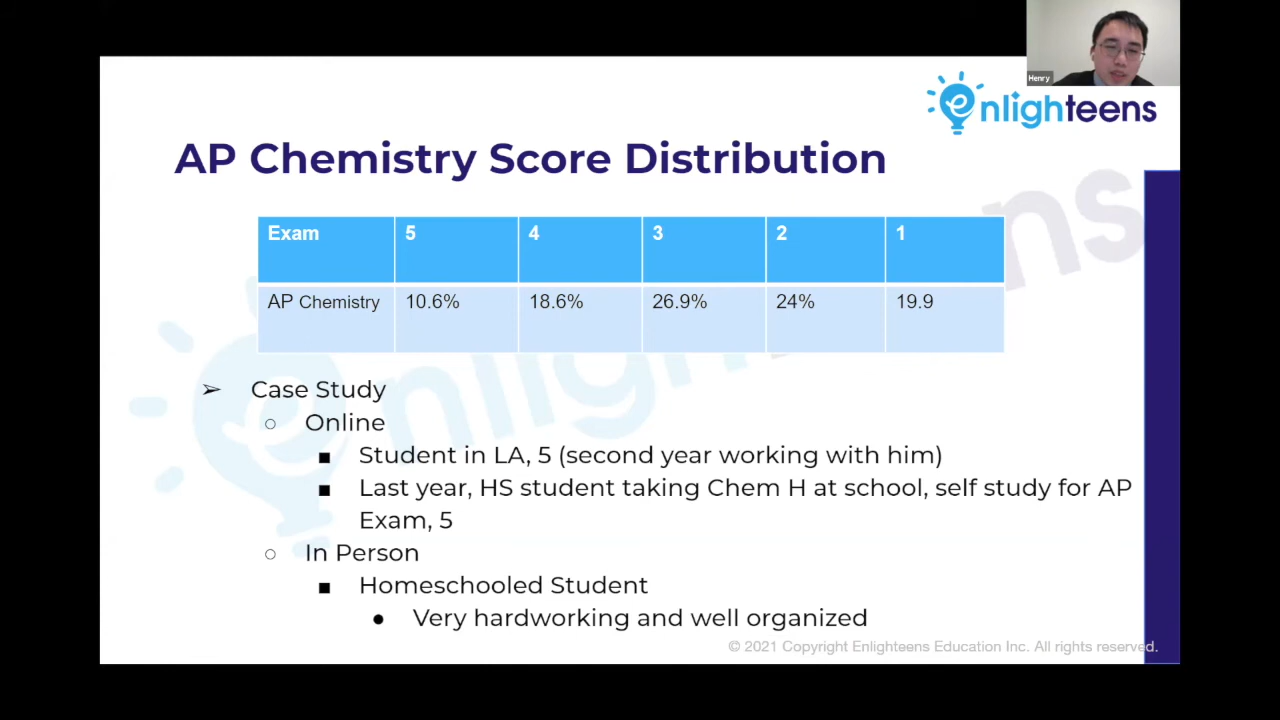 Henry
enlighteens
AP Chemistry Score Distribution
Exam 5 4 3 2 1
AP Chemistry 10.6% 18.6% 26.9% 24% 19.9
➢ Case Study
○ Online
■ Student in LA, 5 (second year working with him)
■ Last year, HS student taking Chem H at school, self study for AP
Exam, 5
○ In Person
■ Homeschooled Student
● Very hardworking and well organized
© 2021 Copyright Enlighteens Education Inc. All rights reserved.
enlighteens